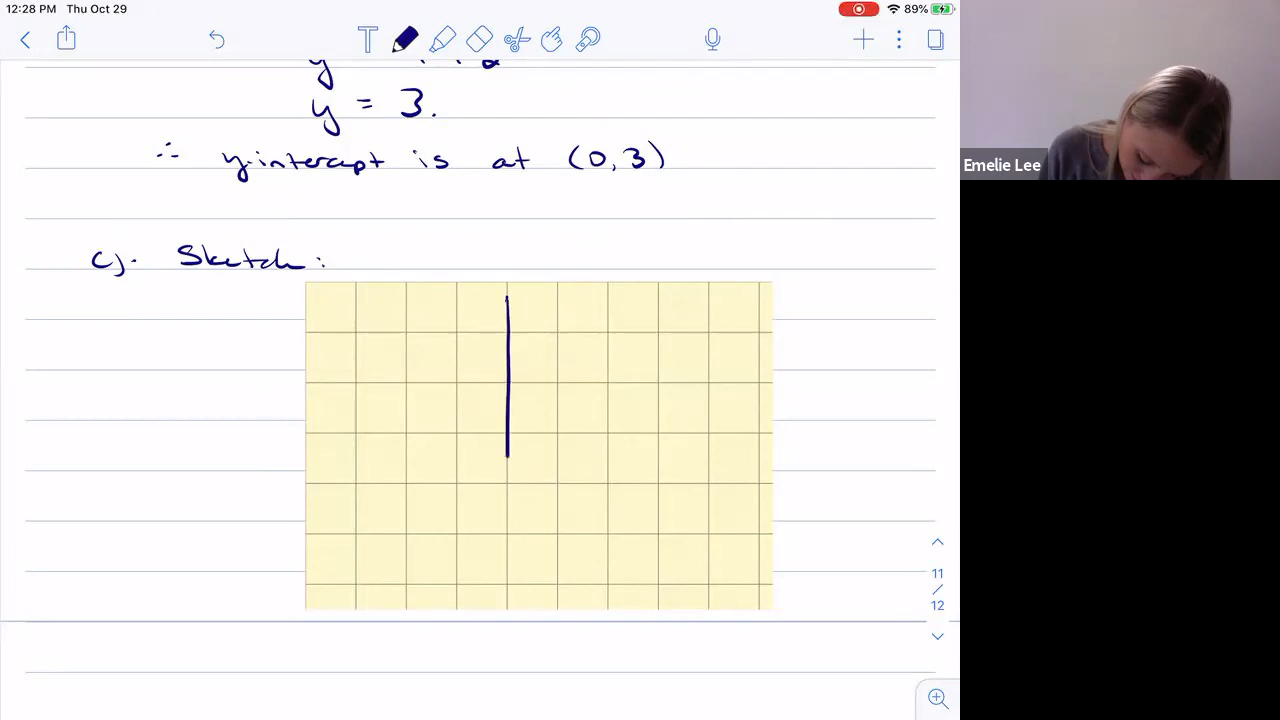 12:28 PM Thu Oct 29
89%
T
y = 3.
∴ y-intercept is at (0,3)
Emelie Lee
c). Sketch:
11
/
12